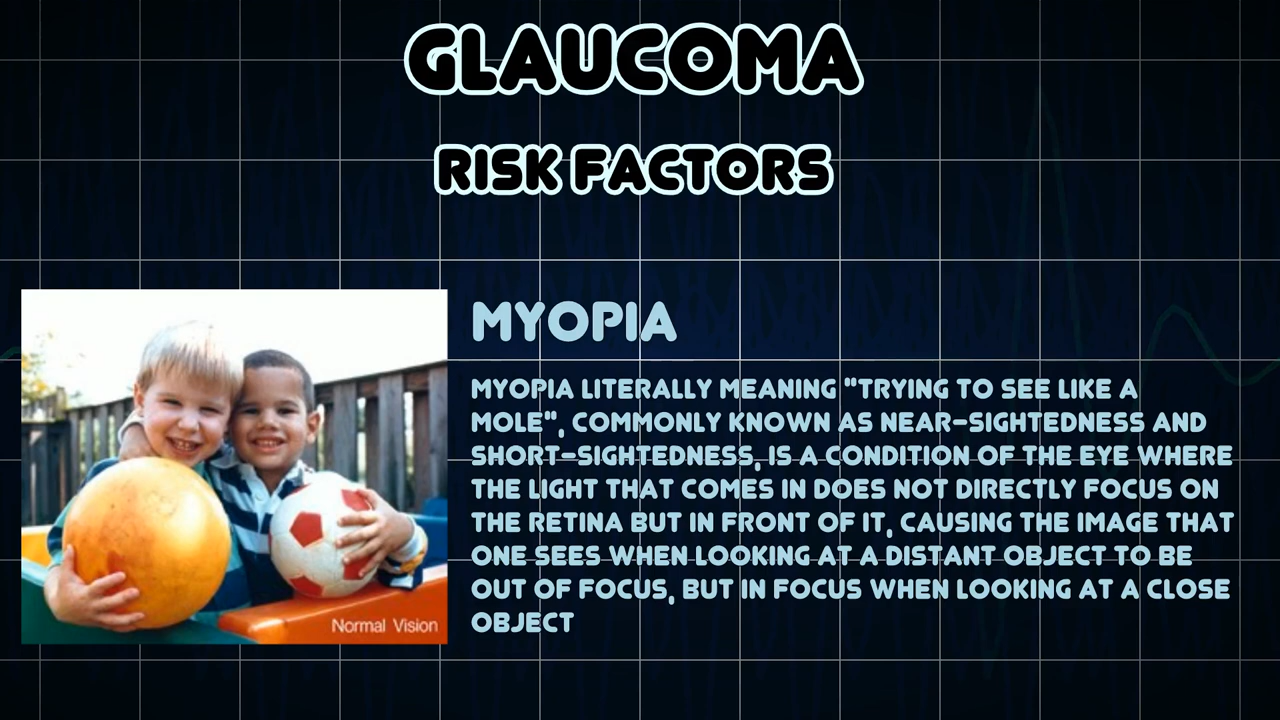 GLAUCOMA
RISK FACTORS
MYOPIA
MYOPIA LITERALLY MEANING "TRYING TO SEE LIKE A
MOLE", COMMONLY KNOWN AS NEAR-SIGHTEDNESS AND
SHORT-SIGHTEDNESS, IS A CONDITION OF THE EYE WHERE
THE LIGHT THAT COMES IN DOES NOT DIRECTLY FOCUS ON
THE RETINA BUT IN FRONT OF IT, CAUSING THE IMAGE THAT
ONE SEES WHEN LOOKING AT A DISTANT OBJECT TO BE
OUT OF FOCUS, BUT IN FOCUS WHEN LOOKING AT A CLOSE
OBJECT
Normal Vision